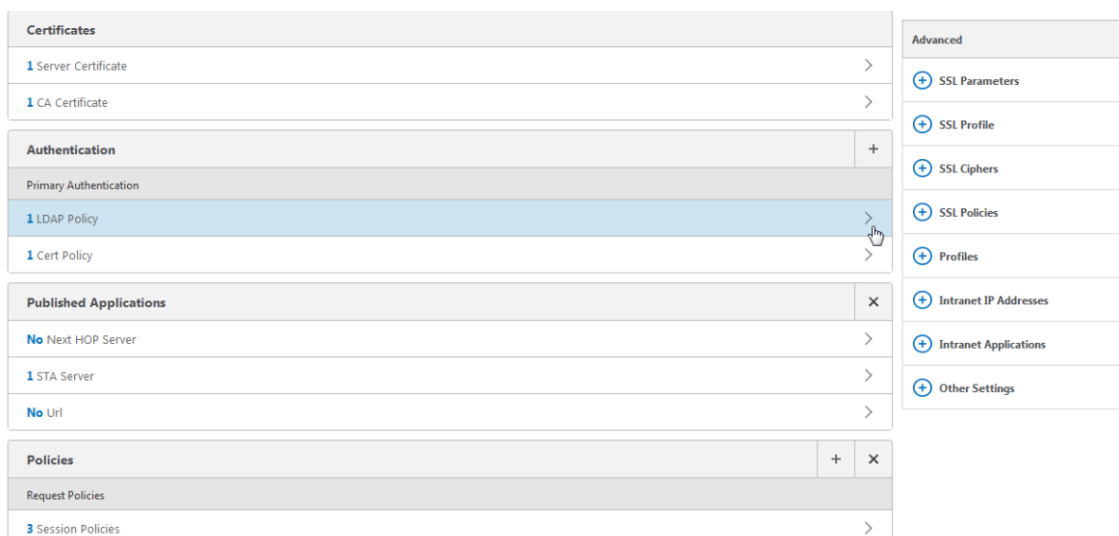 Certificates
1 Server Certificate
1 CA Certificate
Authentication
Primary Authentication
1 LDAP Policy
1 Cert Policy
Published Applications
No Next HOP Server
1 STA Server
No Url
Policies
Request Policies
3 Session Policies
Advanced
SSL Parameters
SSL Profile
SSL Ciphers
SSL Policies
Profiles
Intranet IP Addresses
Intranet Applications
Other Settings